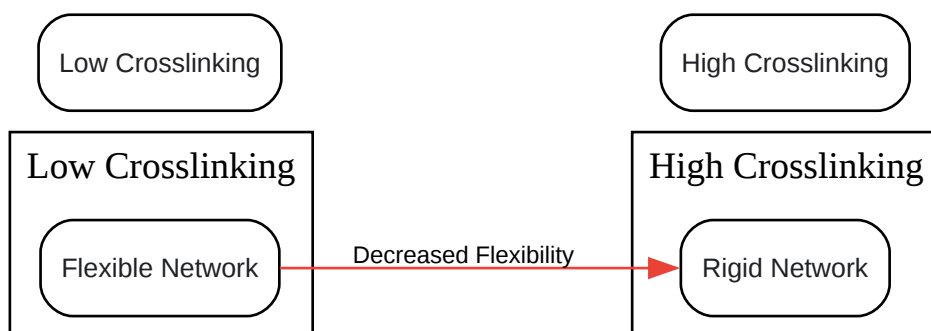 Low Crosslinking
High Crosslinking
Low Crosslinking
High Crosslinking
Flexible Network
Decreased Flexibility
Rigid Network